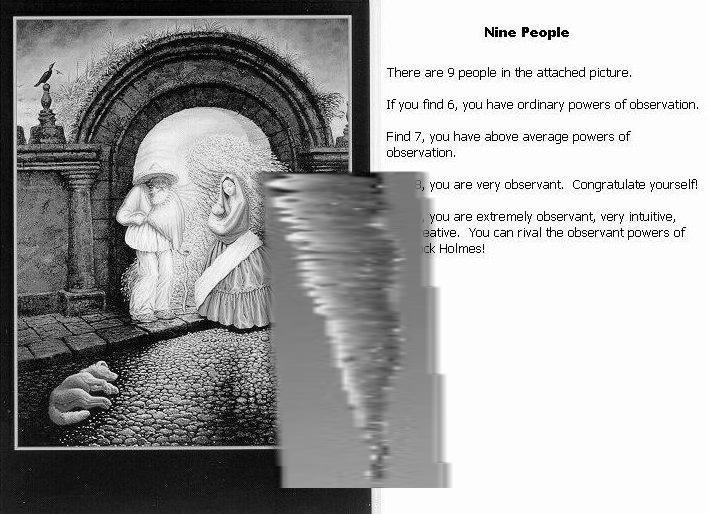 Nine People
There are 9 people in the attached picture.
If you find 6, you have ordinary powers of observation.
Find 7, you have above average powers of
observation.
, you are very observant. Congratulate yourself!
, you are extremely observant, very intuitive,
You can rival the observant powers of
Holmes!